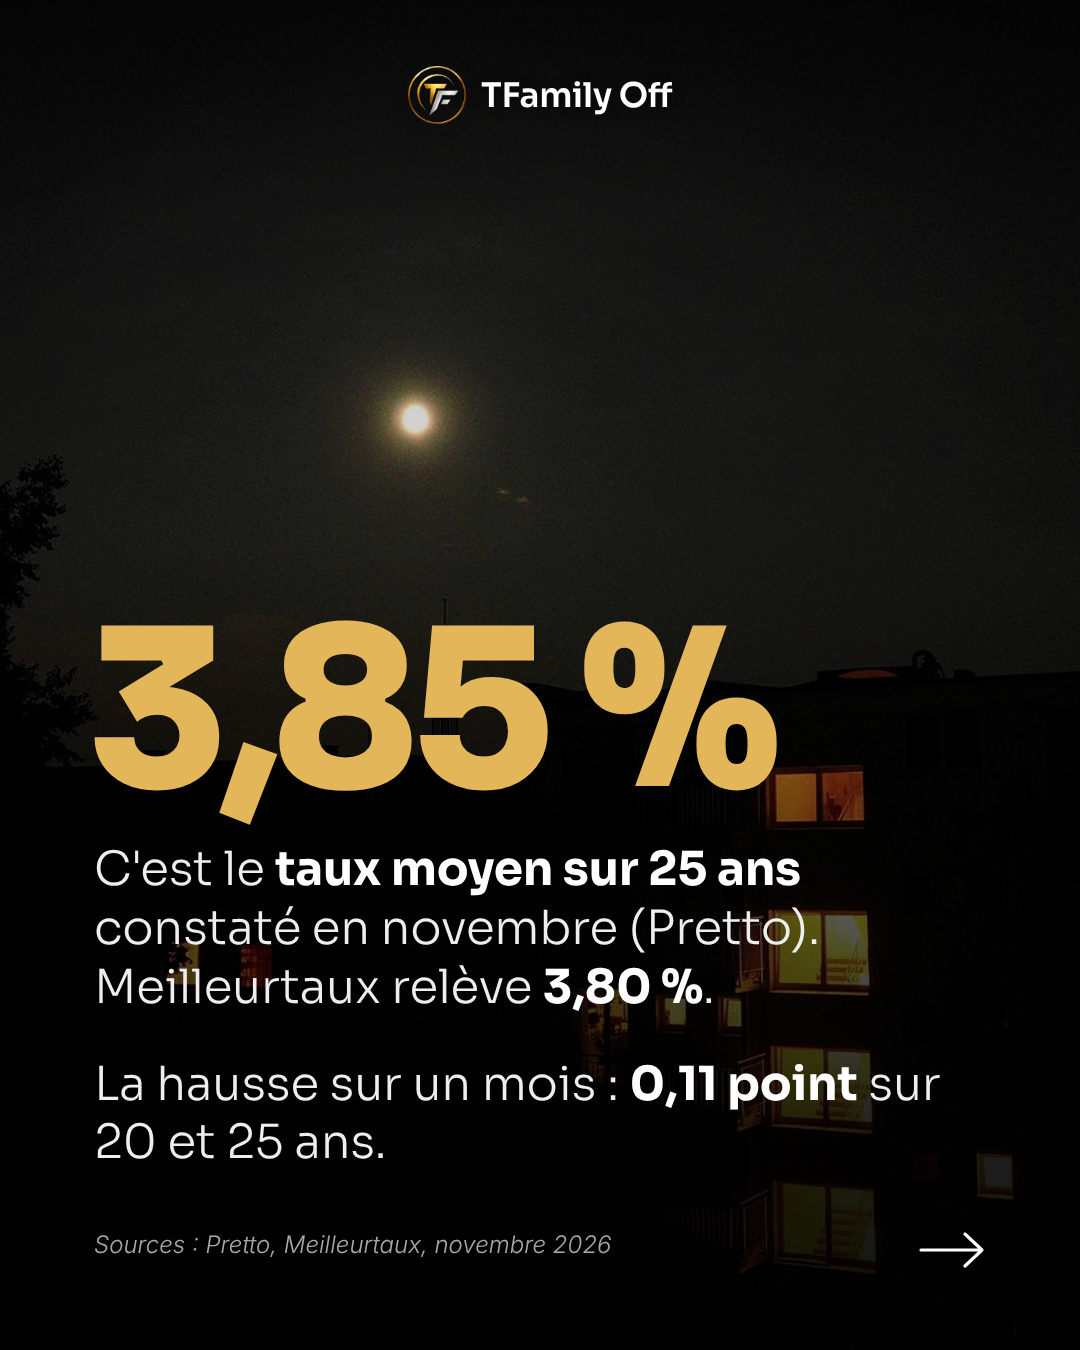 TF TFamily Off
3,85 %
C'est le taux moyen sur 25 ans
constaté en novembre (Pretto).
Meilleurtaux relève 3,80 %.
La hausse sur un mois : 0,11 point sur
20 et 25 ans.
Sources : Pretto, Meilleurtaux, novembre 2026